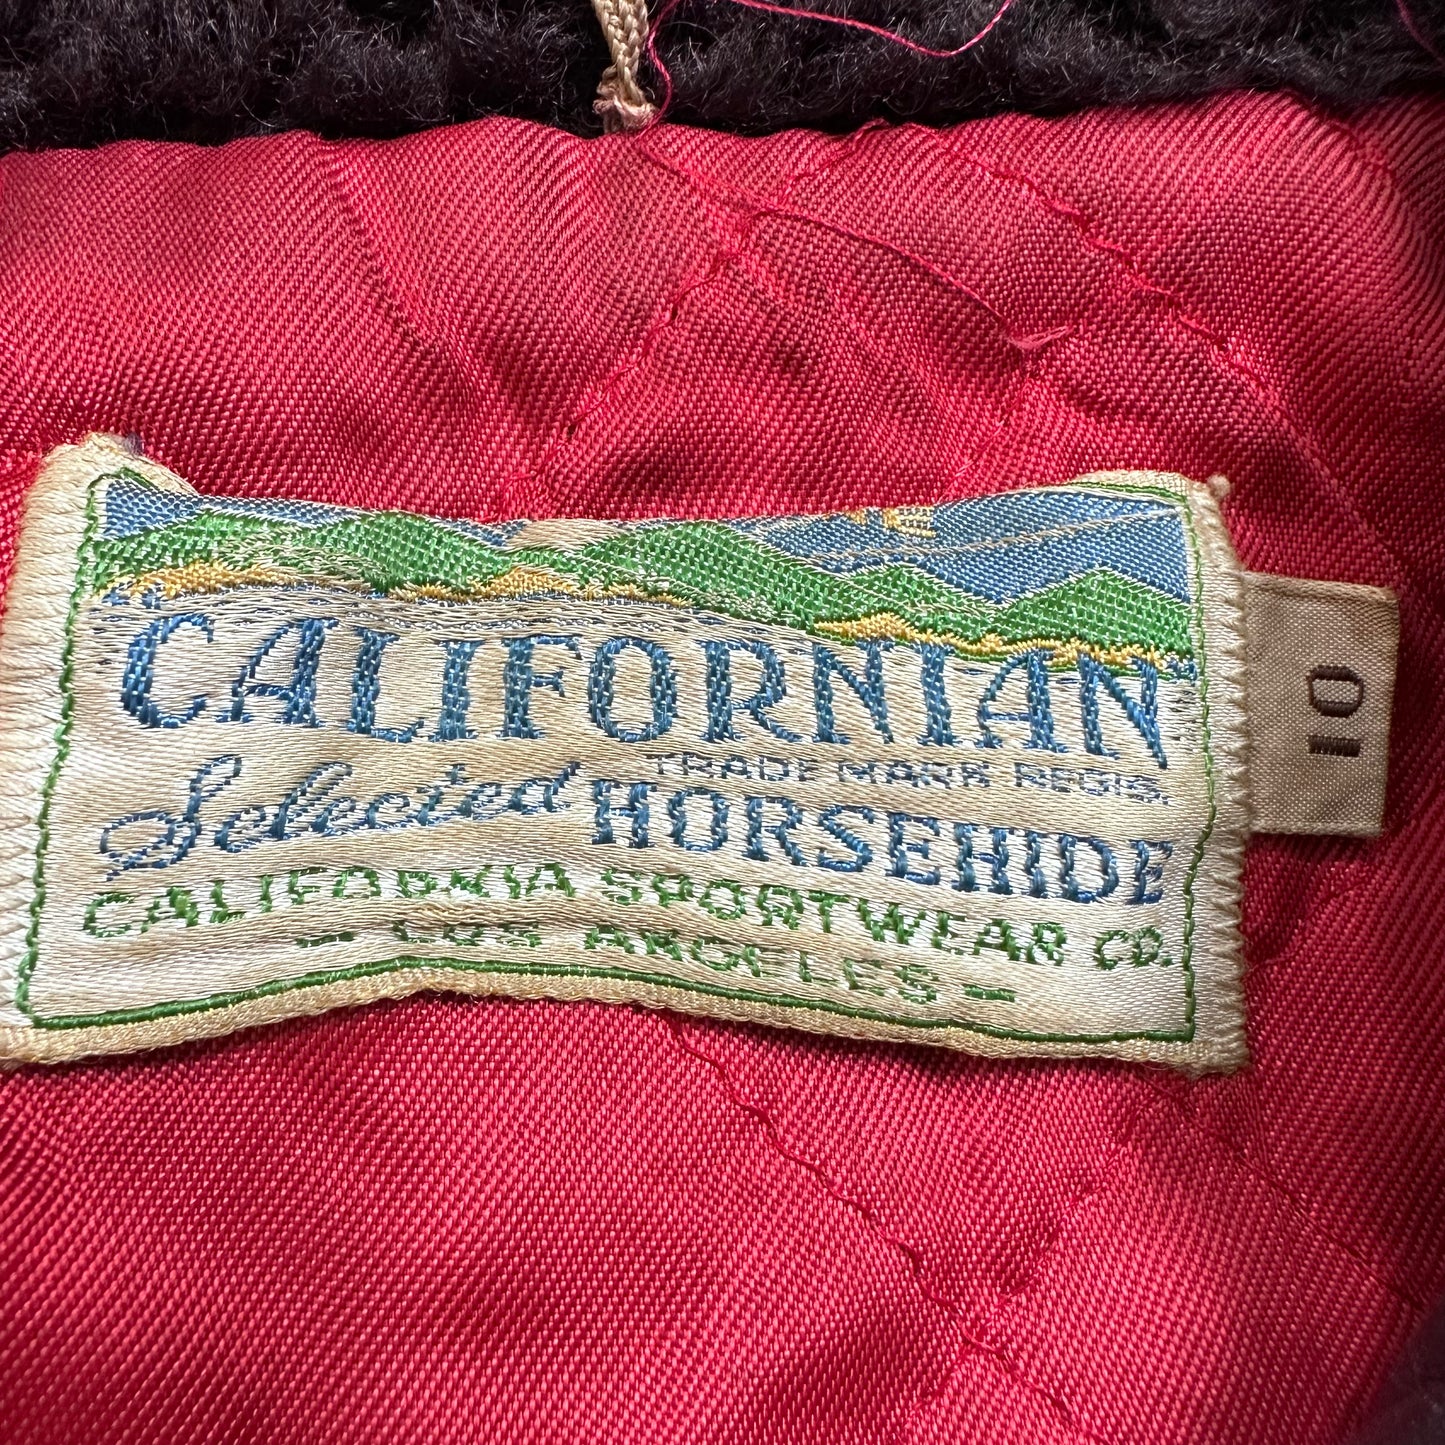 CALIFORNIAN
TRADE MARK REGIS.
Selected HORSEHIDE
CALIFORNIA SPORTWEAR CO.
- LOS ANGELES -
10